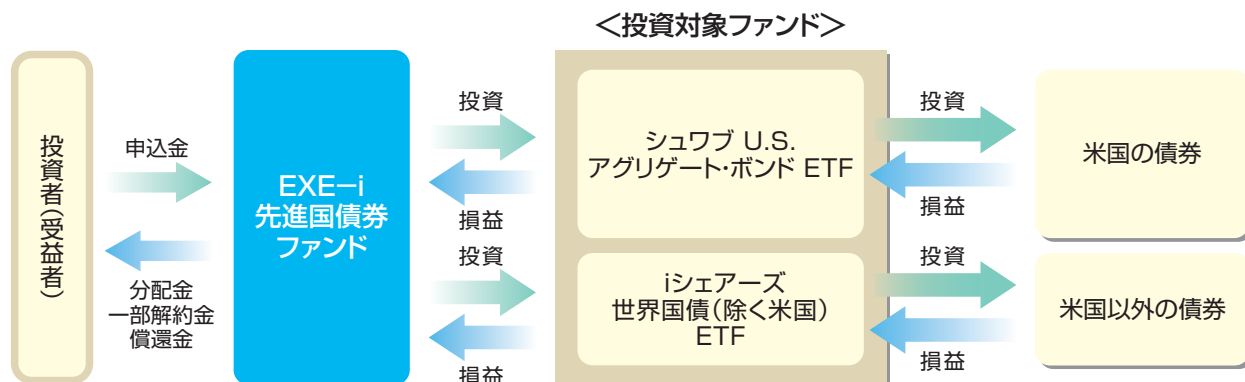 ＜投資対象ファンド＞
投資者(受益者)
申込金
分配金
一部解約金
償還金
EXE−i
先進国債券
ファンド
投資
損益
投資
損益
シュワブ U.S.
アグリゲート・ボンド ETF
iシェアーズ
世界国債(除く米国)
ETF
投資
損益
投資
損益
米国の債券
米国以外の債券